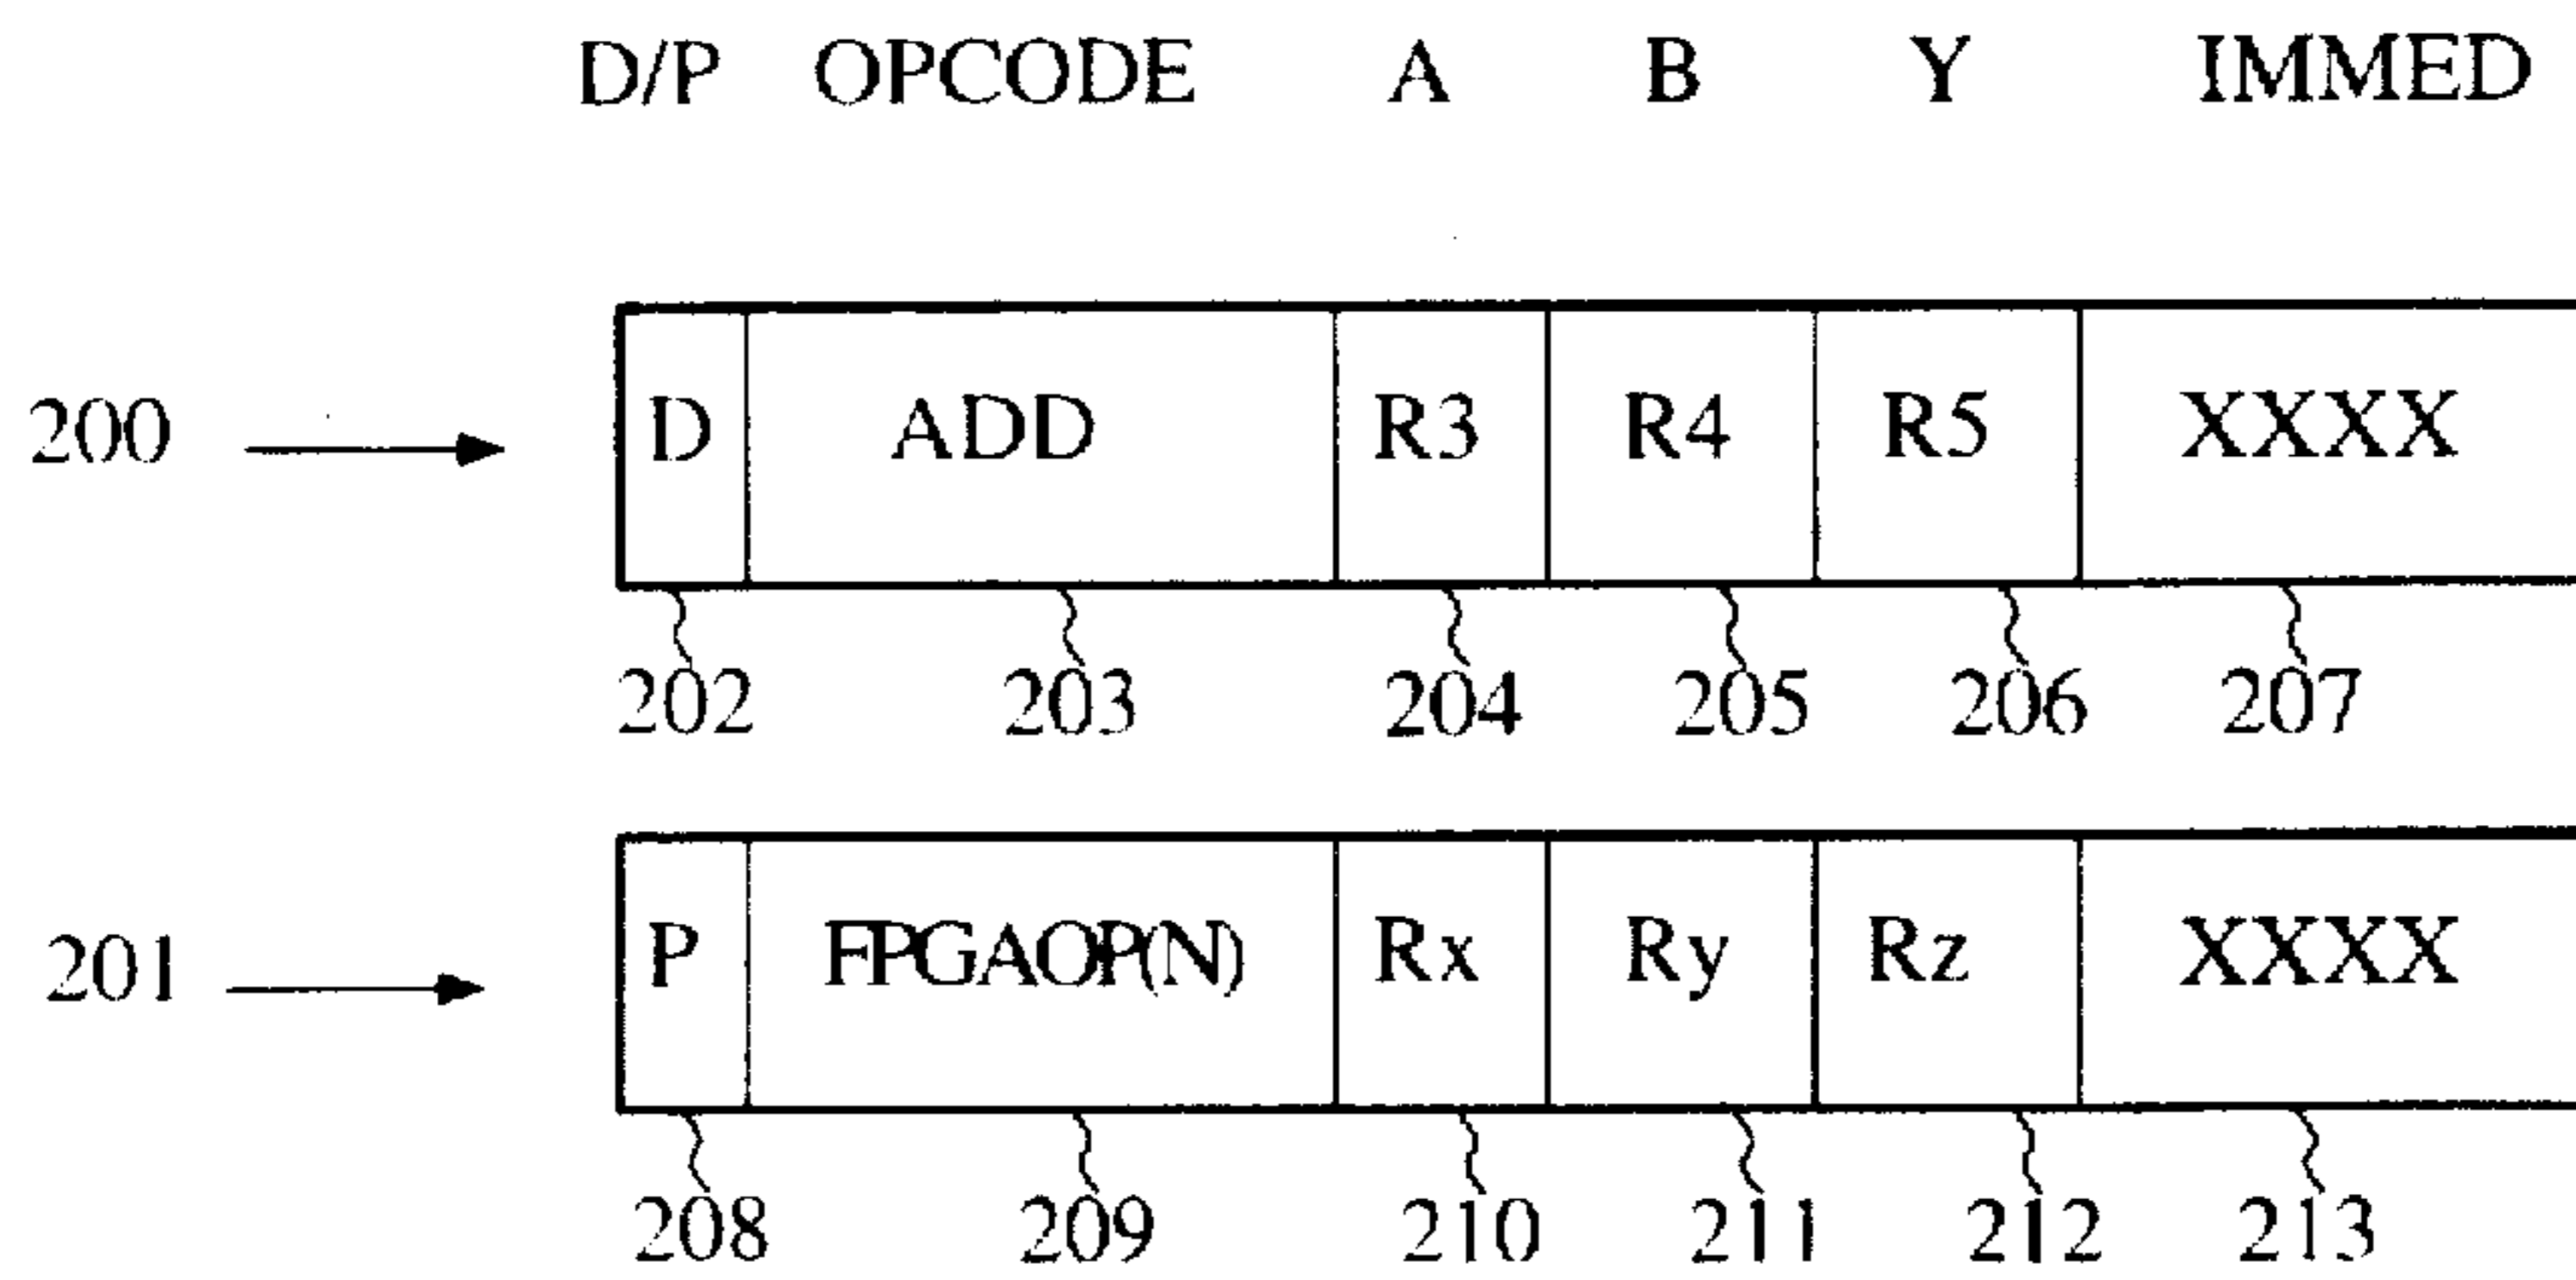 D/P OPCODE A B Y IMMED
200 D ADD R3 R4 R5 XXXX
202 203 204 205 206 207
201 P FPGAOP(N) Rx Ry Rz XXXX
208 209 210 211 212 213